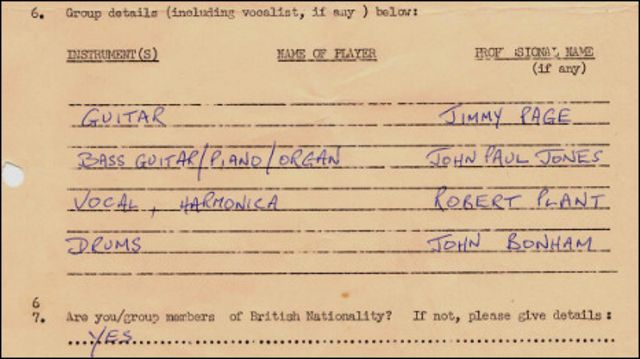 6. Group details (including vocalist, if any ) below:
INSTRUMENT(S) NAME OF PLAYER PROF SIONAL NAME
(if any)
GUITAR JIMMY PAGE
BASS GUITAR/PIANO/ORGAN JOHN PAUL JONES
VOCAL, HARMONICA ROBERT PLANT
DRUMS JOHN BONHAM
6
7. Are you/group members of British Nationality? If not, please give details:
YES